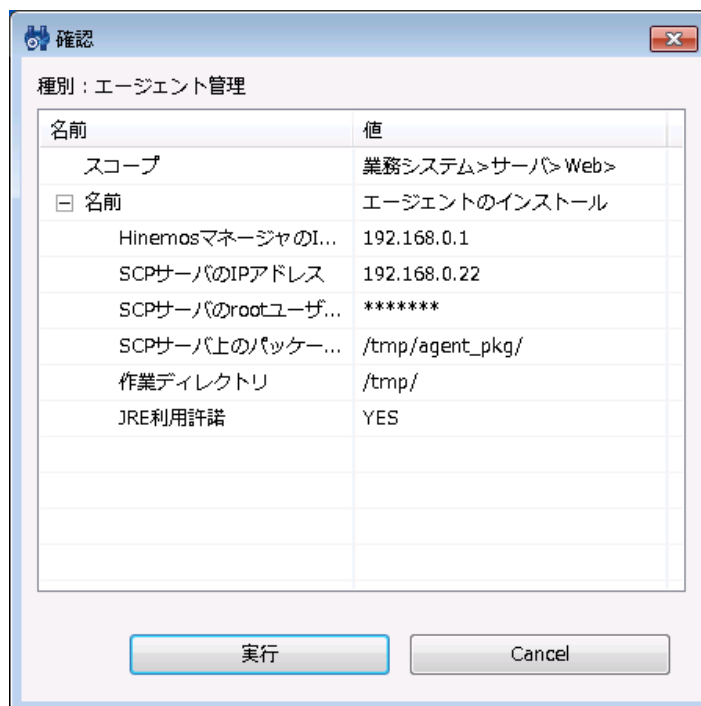 確認
種別：エージェント管理
名前 値
スコープ 業務システム>サーバ>Web>
名前 エージェントのインストール
HinemosマネージャのI... 192.168.0.1
SCPサーバのIPアドレス 192.168.0.22
SCPサーバのrootユーザ... *******
SCPサーバ上のパッケー... /tmp/agent_pkg/
作業ディレクトリ /tmp/
JRE利用許諾 YES
実行 Cancel